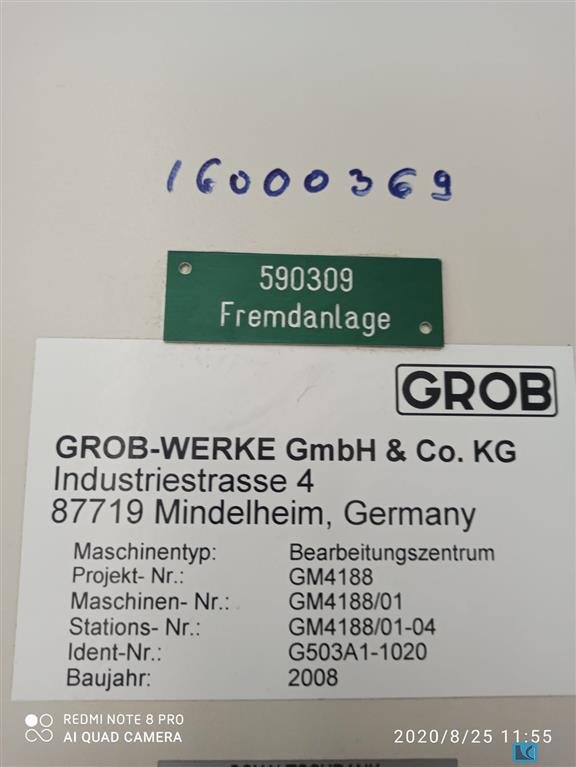 16000369
590309
Fremdanlage
GROB
GROB-WERKE GmbH & Co. KG
Industriestrasse 4
87719 Mindelheim, Germany
Maschinentyp: Bearbeitungszentrum
Projekt- Nr.: GM4188
Maschinen- Nr.: GM4188/01
Stations- Nr.: GM4188/01-04
Ident-Nr.: G503A1-1020
Baujahr: 2008
REDMI NOTE 8 PRO
AI QUAD CAMERA
2020/8/25 11:55